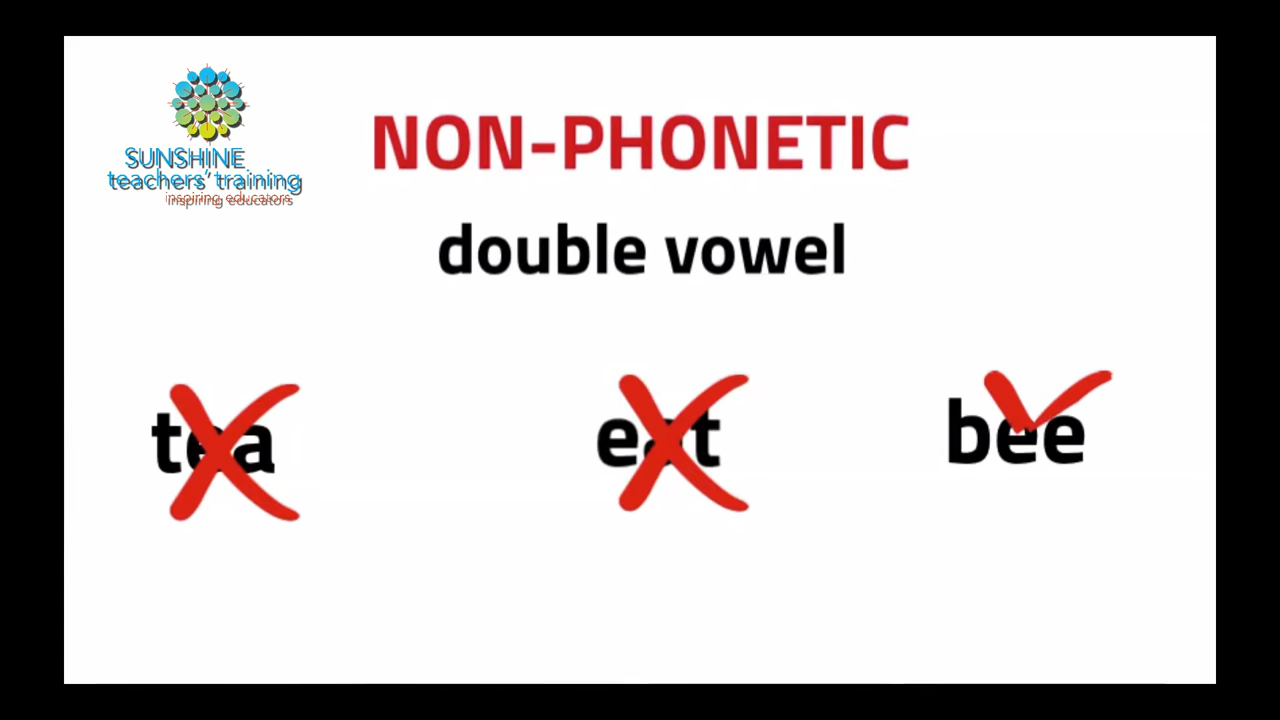 SUNSHINE
teachers' training
inspiring educators
NON-PHONETIC
double vowel
tea eat bee